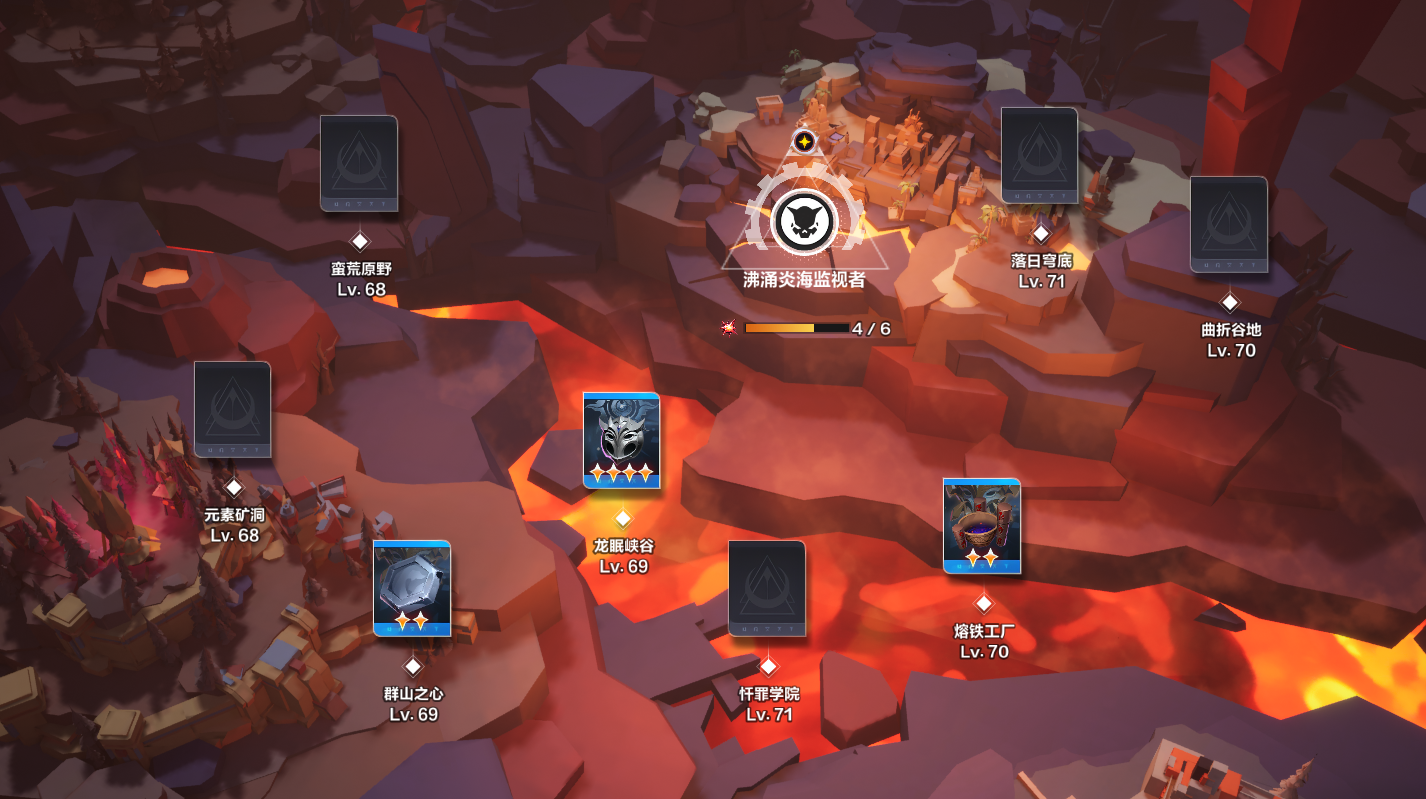 沸涌炎海监视者
4 / 6
蛮荒原野
Lv. 68
落日穹底
Lv. 71
曲折谷地
Lv. 70
元素矿洞
Lv. 68
龙眠峡谷
Lv. 69
熔铁工厂
Lv. 70
群山之心
Lv. 69
忏罪学院
Lv. 71